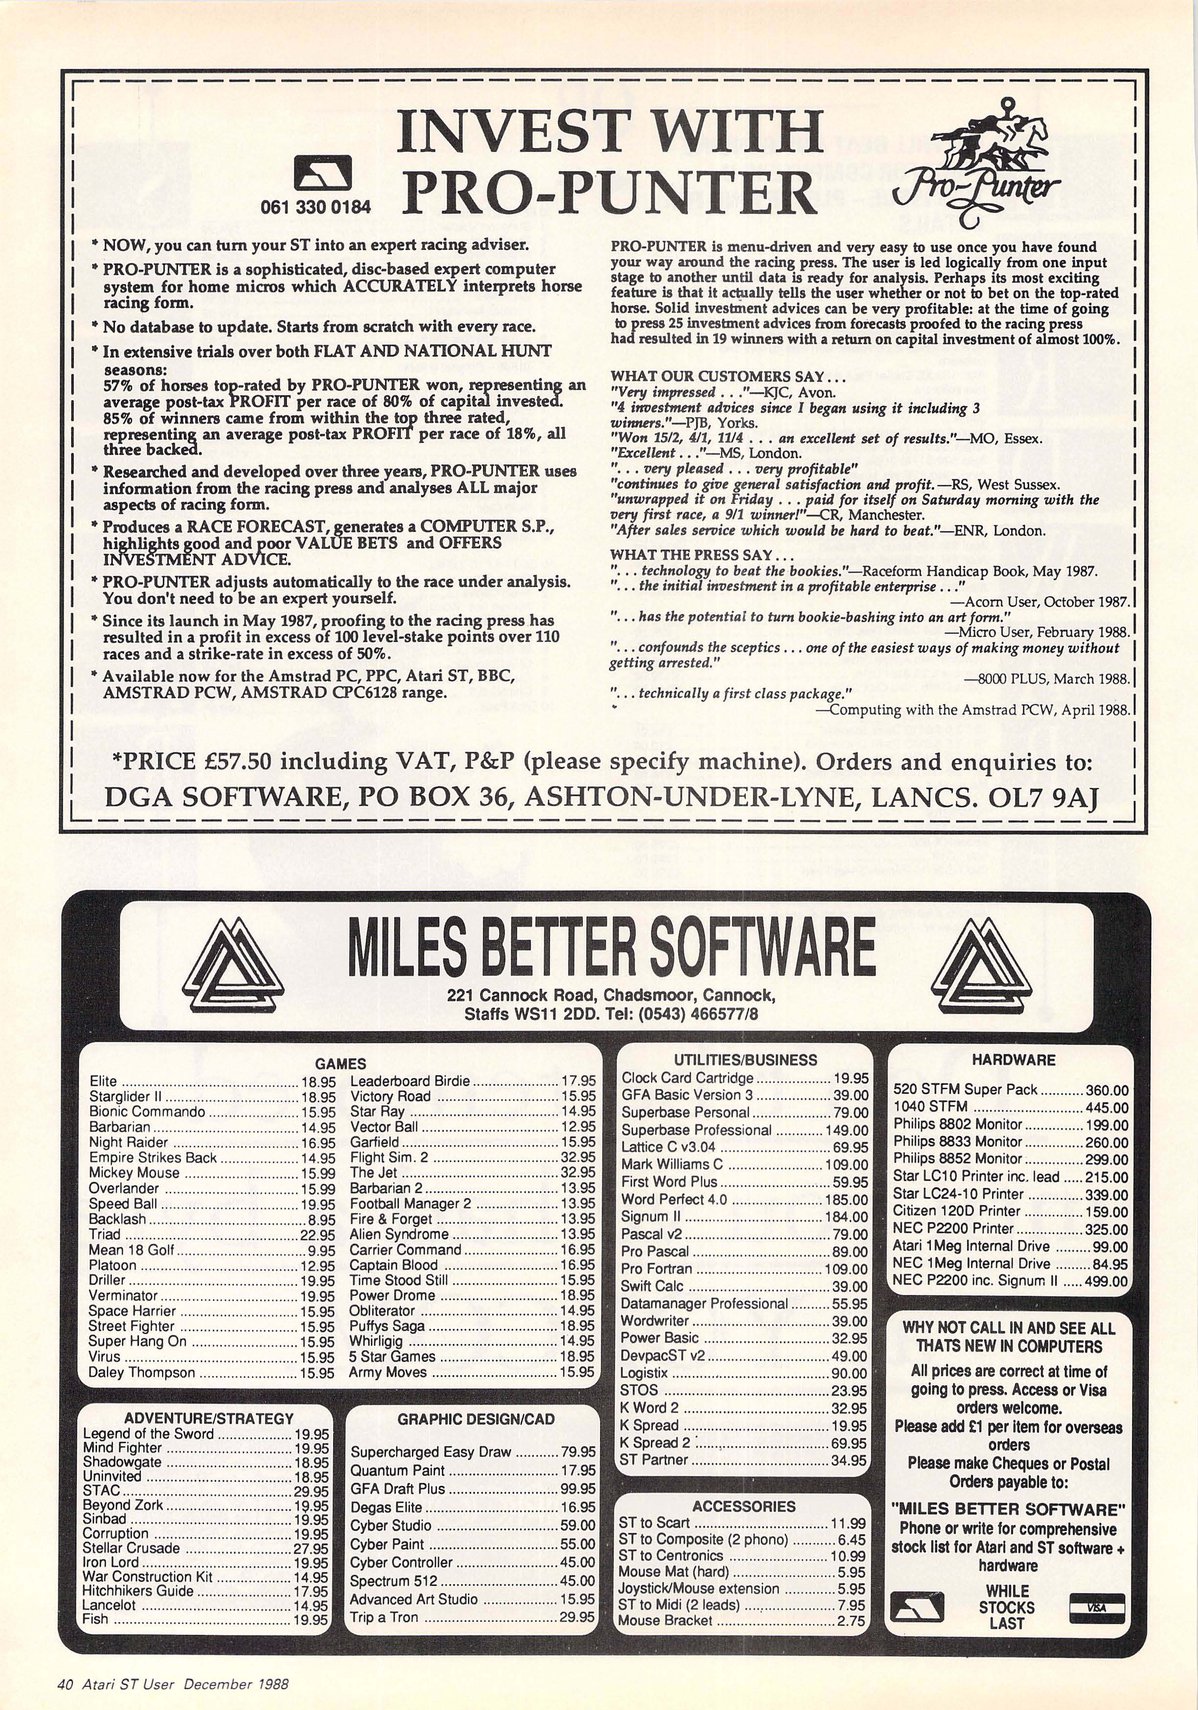 INVEST WITH
PRO-PUNTER
061 330 0184
Pro-Punter
* NOW, you can turn your ST into an expert racing adviser.
* PRO-PUNTER is a sophisticated, disc-based expert computer
system for home micros which ACCURATELY interprets horse
racing form.
* No database to update. Starts from scratch with every race.
* In extensive trials over both FLAT AND NATIONAL HUNT
seasons:
57% of horses top-rated by PRO-PUNTER won, representing an
average post-tax PROFIT per race of 80% of capital invested.
85% of winners came from within the top three rated,
representing an average post-tax PROFIT per race of 18%, all
three backed.
* Researched and developed over three years, PRO-PUNTER uses
information from the racing press and analyses ALL major
aspects of racing form.
* Produces a RACE FORECAST, generates a COMPUTER S.P.,
highlights good and poor VALUE BETS and OFFERS
INVESTMENT ADVICE.
* PRO-PUNTER adjusts automatically to the race under analysis.
You don't need to be an expert yourself.
* Since its launch in May 1987, proofing to the racing press has
resulted in a profit in excess of 100 level-stake points over 110
races and a strike-rate in excess of 50%.
* Available now for the Amstrad PC, PPC, Atari ST, BBC,
AMSTRAD PCW, AMSTRAD CPC6128 range.
PRO-PUNTER is menu-driven and very easy to use once you have found
your way around the racing press. The user is led logically from one input
stage to another until data is ready for analysis. Perhaps its most exciting
feature is that it actually tells the user whether or not to bet on the top-rated
horse. Solid investment advices can be very profitable: at the time of going
to press 25 investment advices from forecasts proofed to the racing press
had resulted in 19 winners with a return on capital investment of almost 100%.
WHAT OUR CUSTOMERS SAY . . .
"Very impressed . . ."—KJC, Avon.
"4 investment advices since I began using it including 3
winners."—PJB, Yorks.
"Won 15/2, 4/1, 11/4 . . . an excellent set of results."—MO, Essex.
"Excellent . . ."—MS, London.
". . . very pleased . . . very profitable"
"continues to give general satisfaction and profit.—RS, West Sussex.
"unwrapped it on Friday . . . paid for itself on Saturday morning with the
very first race, a 9/1 winner!"—CR, Manchester.
"After sales service which would be hard to beat."—ENR, London.
WHAT THE PRESS SAY . . .
". . . technology to beat the bookies."—Raceform Handicap Book, May 1987.
". . . the initial investment in a profitable enterprise . . ."
—Acorn User, October 1987.
". . . has the potential to turn bookie-bashing into an art form."
—Micro User, February 1988.
". . . confounds the sceptics . . . one of the easiest ways of making money without
getting arrested."
—8000 PLUS, March 1988.
". . . technically a first class package."
—Computing with the Amstrad PCW, April 1988.
*PRICE £57.50 including VAT, P&P (please specify machine). Orders and enquiries to:
DGA SOFTWARE, PO BOX 36, ASHTON-UNDER-LYNE, LANCS. OL7 9AJ
MILES BETTER SOFTWARE
221 Cannock Road, Chadsmoor, Cannock,
Staffs WS11 2DD. Tel: (0543) 466577/8
GAMES
Elite 18.95
Starglider II 18.95
Bionic Commando 15.95
Barbarian 14.95
Night Raider 16.95
Empire Strikes Back 14.95
Mickey Mouse 15.99
Overlander 15.99
Speed Ball 19.95
Backlash 8.95
Triad 22.95
Mean 18 Golf 9.95
Platoon 12.95
Driller 19.95
Verminator 19.95
Space Harrier 15.95
Street Fighter 15.95
Super Hang On 15.95
Virus 15.95
Daley Thompson 15.95
Leaderboard Birdie 17.95
Victory Road 15.95
Star Ray 14.95
Vector Ball 12.95
Garfield 15.95
Flight Sim. 2 32.95
The Jet 32.95
Barbarian 2 13.95
Football Manager 2 13.95
Fire & Forget 13.95
Alien Syndrome 13.95
Carrier Command 16.95
Captain Blood 16.95
Time Stood Still 15.95
Power Drome 18.95
Obliterator 14.95
Puffys Saga 18.95
Whirligig 14.95
5 Star Games 18.95
Army Moves 15.95
ADVENTURE/STRATEGY
Legend of the Sword 19.95
Mind Fighter 19.95
Shadowgate 18.95
Uninvited 18.95
STAC 29.95
Beyond Zork 19.95
Sinbad 19.95
Corruption 19.95
Stellar Crusade 27.95
Iron Lord 19.95
War Construction Kit 14.95
Hitchhikers Guide 17.95
Lancelot 14.95
Fish 19.95
GRAPHIC DESIGN/CAD
Supercharged Easy Draw 79.95
Quantum Paint 17.95
GFA Draft Plus 99.95
Degas Elite 16.95
Cyber Studio 59.00
Cyber Paint 55.00
Cyber Controller 45.00
Spectrum 512 45.00
Advanced Art Studio 15.95
Trip a Tron 29.95
UTILITIES/BUSINESS
Clock Card Cartridge 19.95
GFA Basic Version 3 39.00
Superbase Personal 79.00
Superbase Professional 149.00
Lattice C v3.04 69.95
Mark Williams C 109.00
First Word Plus 59.95
Word Perfect 4.0 185.00
Signum II 184.00
Pascal v2 79.00
Pro Pascal 89.00
Pro Fortran 109.00
Swift Calc 39.00
Datamanager Professional 55.95
Wordwriter 39.00
Power Basic 32.95
DevpacST v2 49.00
Logistix 90.00
STOS 23.95
K Word 2 32.95
K Spread 19.95
K Spread 2 69.95
ST Partner 34.95
ACCESSORIES
ST to Scart 11.99
ST to Composite (2 phono) 6.45
ST to Centronics 10.99
Mouse Mat (hard) 5.95
Joystick/Mouse extension 5.95
ST to Midi (2 leads) 7.95
Mouse Bracket 2.75
HARDWARE
520 STFM Super Pack 360.00
1040 STFM 445.00
Philips 8802 Monitor 199.00
Philips 8833 Monitor 260.00
Philips 8852 Monitor 299.00
Star LC10 Printer inc. lead 215.00
Star LC24-10 Printer 339.00
Citizen 120D Printer 159.00
NEC P2200 Printer 325.00
Atari 1Meg Internal Drive 99.00
NEC 1Meg Internal Drive 84.95
NEC P2200 inc. Signum II 499.00
WHY NOT CALL IN AND SEE ALL
THATS NEW IN COMPUTERS
All prices are correct at time of
going to press. Access or Visa
orders welcome.
Please add £1 per item for overseas
orders
Please make Cheques or Postal
Orders payable to:
"MILES BETTER SOFTWARE"
Phone or write for comprehensive
stock list for Atari and ST software +
hardware
WHILE
STOCKS
LAST
VISA
40 Atari ST User December 1988